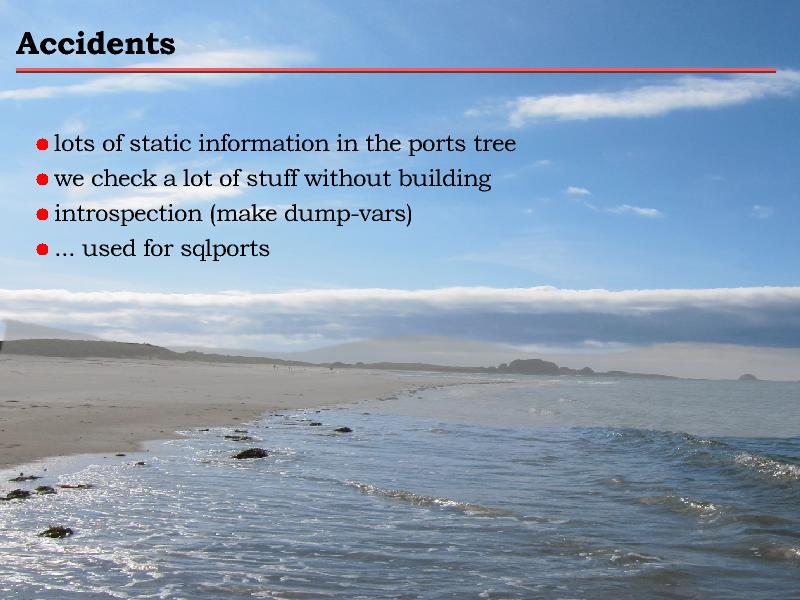 Accidents
lots of static information in the ports tree
we check a lot of stuff without building
introspection (make dump-vars)
... used for sqlports